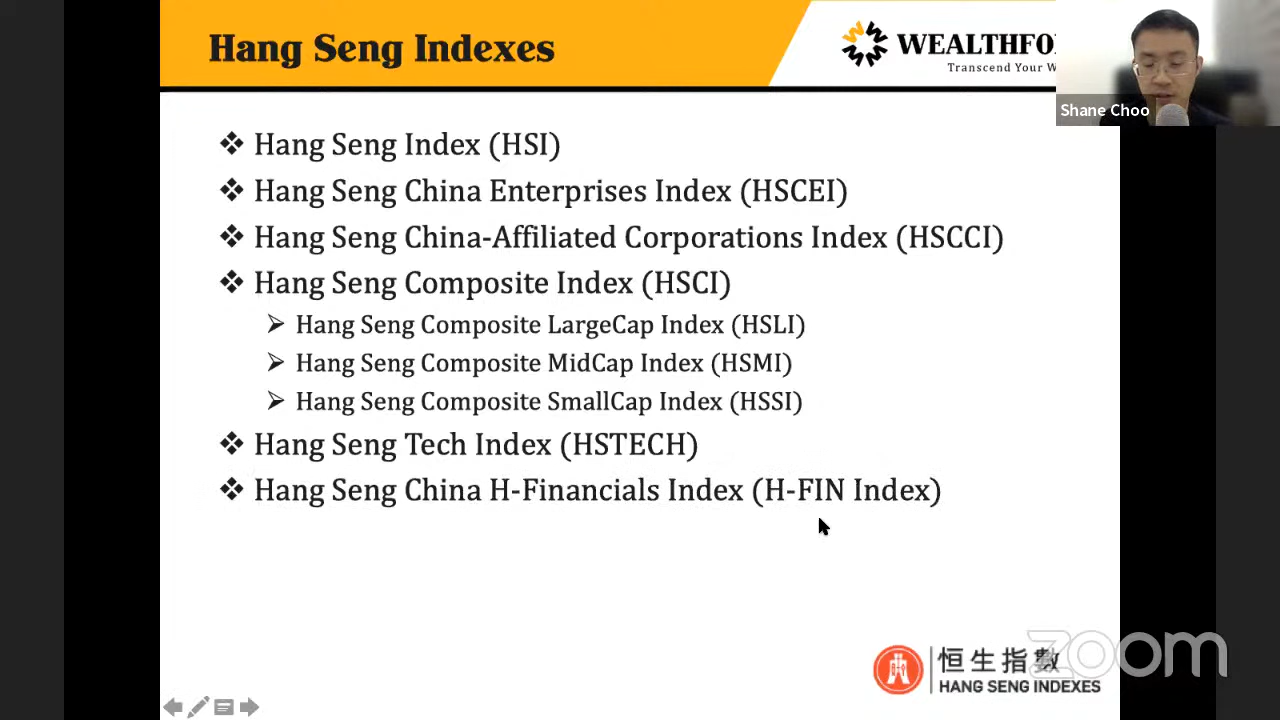 Hang Seng Indexes
WEALTHFO
Transcend Your W
Shane Choo
Hang Seng Index (HSI)
Hang Seng China Enterprises Index (HSCEI)
Hang Seng China-Affiliated Corporations Index (HSCCI)
Hang Seng Composite Index (HSCI)
Hang Seng Composite LargeCap Index (HSLI)
Hang Seng Composite MidCap Index (HSMI)
Hang Seng Composite SmallCap Index (HSSI)
Hang Seng Tech Index (HSTECH)
Hang Seng China H-Financials Index (H-FIN Index)
恒生指數
HANG SENG INDEXES
zoom